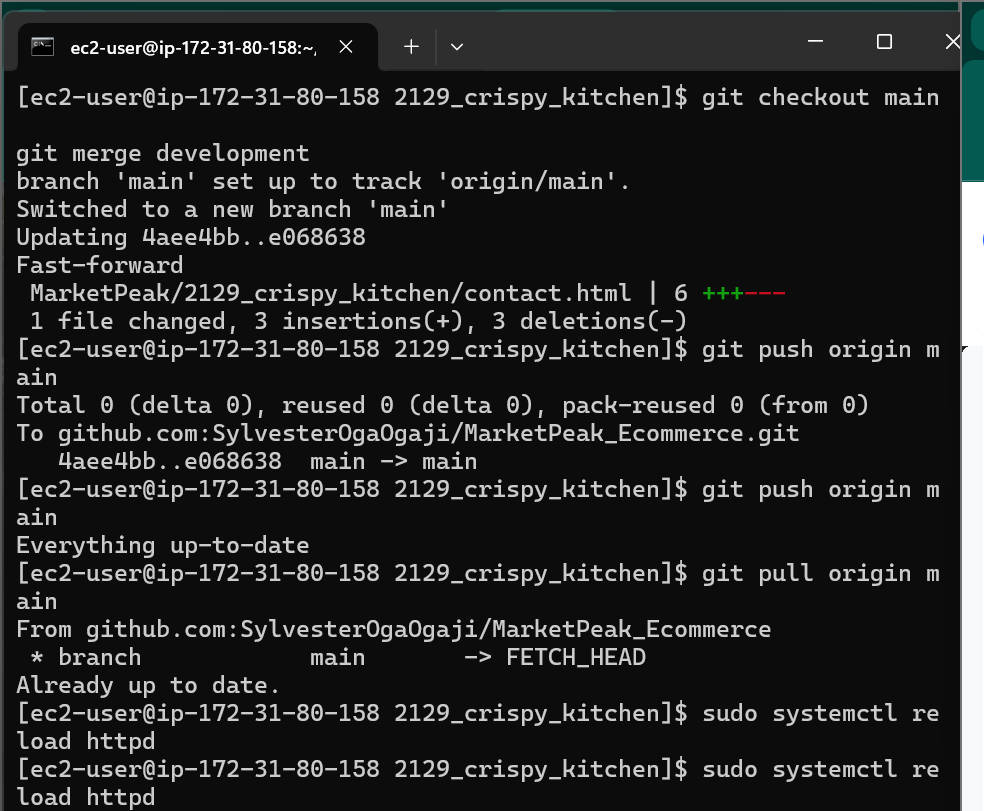 ec2-user@ip-172-31-80-158:~/
[ec2-user@ip-172-31-80-158 2129_crispy_kitchen]$ git checkout main
git merge development
branch 'main' set up to track 'origin/main'.
Switched to a new branch 'main'
Updating 4aee4bb..e068638
Fast-forward
 MarketPeak/2129_crispy_kitchen/contact.html | 6 +++---
 1 file changed, 3 insertions(+), 3 deletions(-)
[ec2-user@ip-172-31-80-158 2129_crispy_kitchen]$ git push origin m
ain
Total 0 (delta 0), reused 0 (delta 0), pack-reused 0 (from 0)
To github.com:SylvesterOgaOgaji/MarketPeak_Ecommerce.git
   4aee4bb..e068638  main -> main
[ec2-user@ip-172-31-80-158 2129_crispy_kitchen]$ git push origin m
ain
Everything up-to-date
[ec2-user@ip-172-31-80-158 2129_crispy_kitchen]$ git pull origin m
ain
From github.com:SylvesterOgaOgaji/MarketPeak_Ecommerce
 * branch            main       -> FETCH_HEAD
Already up to date.
[ec2-user@ip-172-31-80-158 2129_crispy_kitchen]$ sudo systemctl re
load httpd
[ec2-user@ip-172-31-80-158 2129_crispy_kitchen]$ sudo systemctl re
load httpd